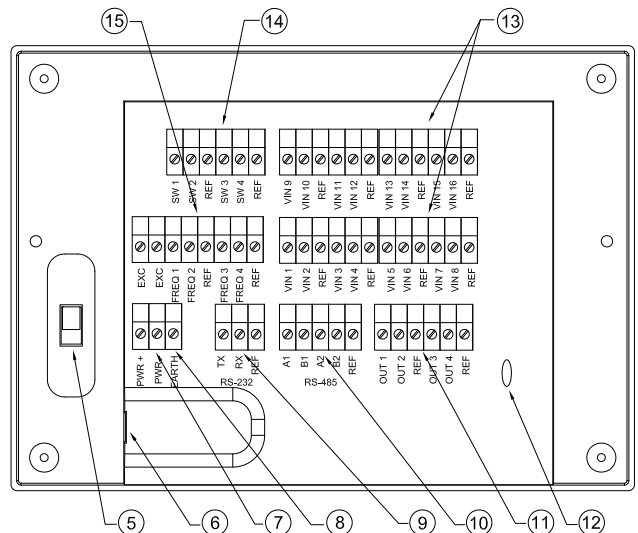 15 14 13
SW 1 SW 2 REF SW 3 SW 4 REF
VIN 9 VIN 10 REF VIN 11 VIN 12 REF VIN 13 VIN 14 REF VIN 15 VIN 16 REF
EXC EXC FREQ 1 FREQ 2 REF FREQ 3 FREQ 4 REF
VIN 1 VIN 2 REF VIN 3 VIN 4 REF VIN 5 VIN 6 REF VIN 7 VIN 8 REF
PWR + PWR - EARTH
TX RX REF
RS-232
A1 B1 A2 B2 REF
RS-485
OUT 1 OUT 2 REF OUT 3 OUT 4 REF
5 6 7 8 9 10 11 12